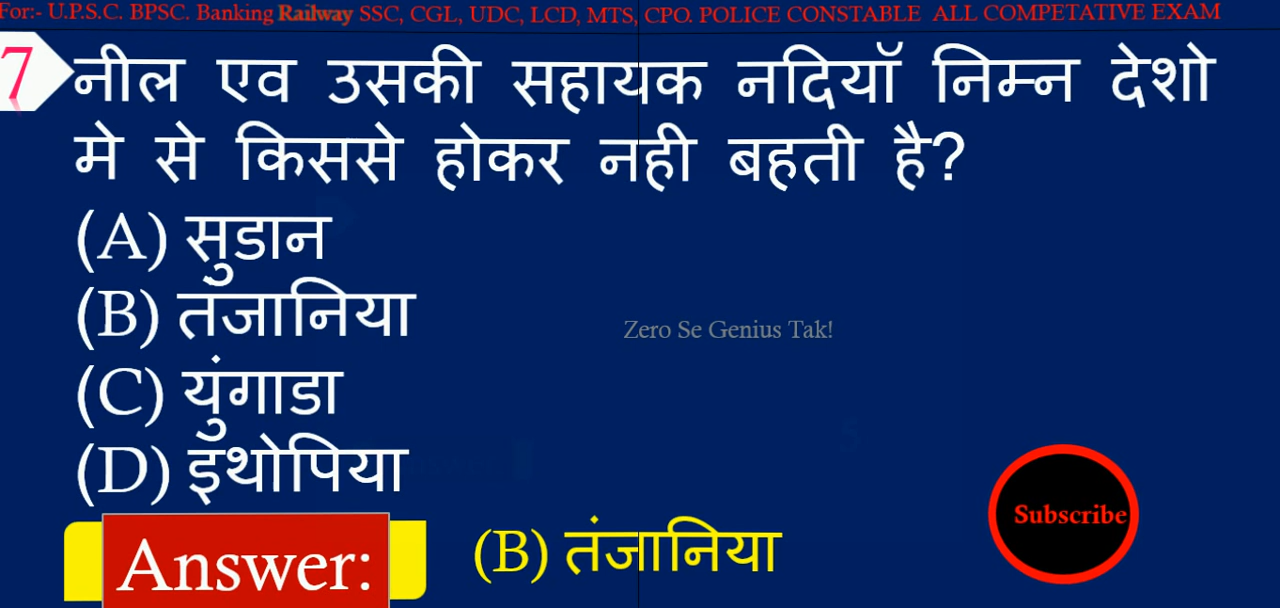 For:- U.P.S.C. BPSC. Banking Railway SSC, CGL, UDC, LCD, MTS, CPO. POLICE CONSTABLE ALL COMPETATIVE EXAM
7 नील एव उसकी सहायक नदियाॅ निम्न देशो
मे से किससे होकर नही बहती है?
(A) सुडान
(B) तजानिया
Zero Se Genius Tak!
(C) युंगाडा
(D) इथोपिया
Subscribe
Answer: (B) तंजानिया